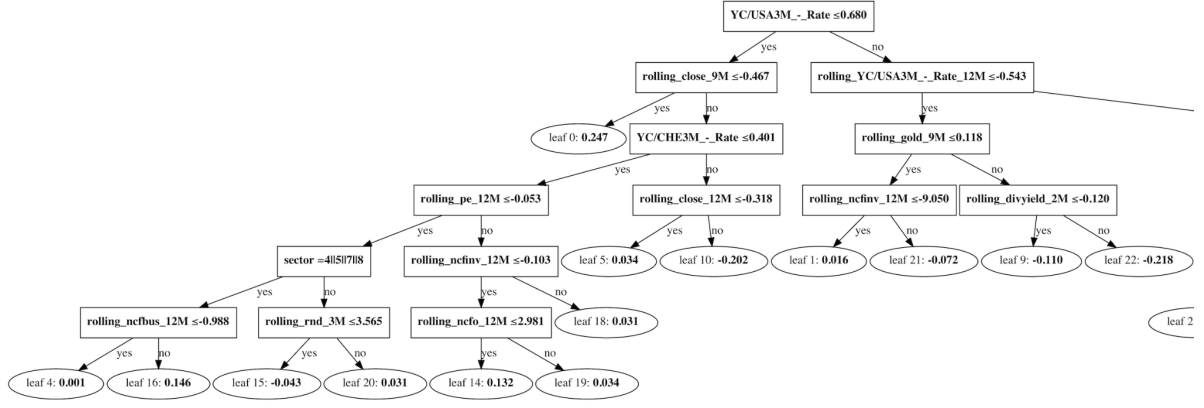 YC/USA3M_-_Rate ≤0.680
yes
no
rolling_close_9M ≤-0.467
rolling_YC/USA3M_-_Rate_12M ≤-0.543
yes
no
yes
leaf 0: 0.247
YC/CHE3M_-_Rate ≤0.401
rolling_gold_9M ≤0.118
yes
no
yes
no
rolling_pe_12M ≤-0.053
rolling_close_12M ≤-0.318
rolling_ncfinv_12M ≤-9.050
rolling_divyield_2M ≤-0.120
yes
no
yes
no
yes
no
yes
no
sector =4||5||7||8
rolling_ncfinv_12M ≤-0.103
leaf 5: 0.034
leaf 10: -0.202
leaf 1: 0.016
leaf 21: -0.072
leaf 9: -0.110
leaf 22: -0.218
yes
no
yes
no
rolling_ncfbus_12M ≤-0.988
rolling_rnd_3M ≤3.565
rolling_ncfo_12M ≤2.981
leaf 18: 0.031
leaf 2
yes
no
yes
no
yes
no
leaf 4: 0.001
leaf 16: 0.146
leaf 15: -0.043
leaf 20: 0.031
leaf 14: 0.132
leaf 19: 0.034